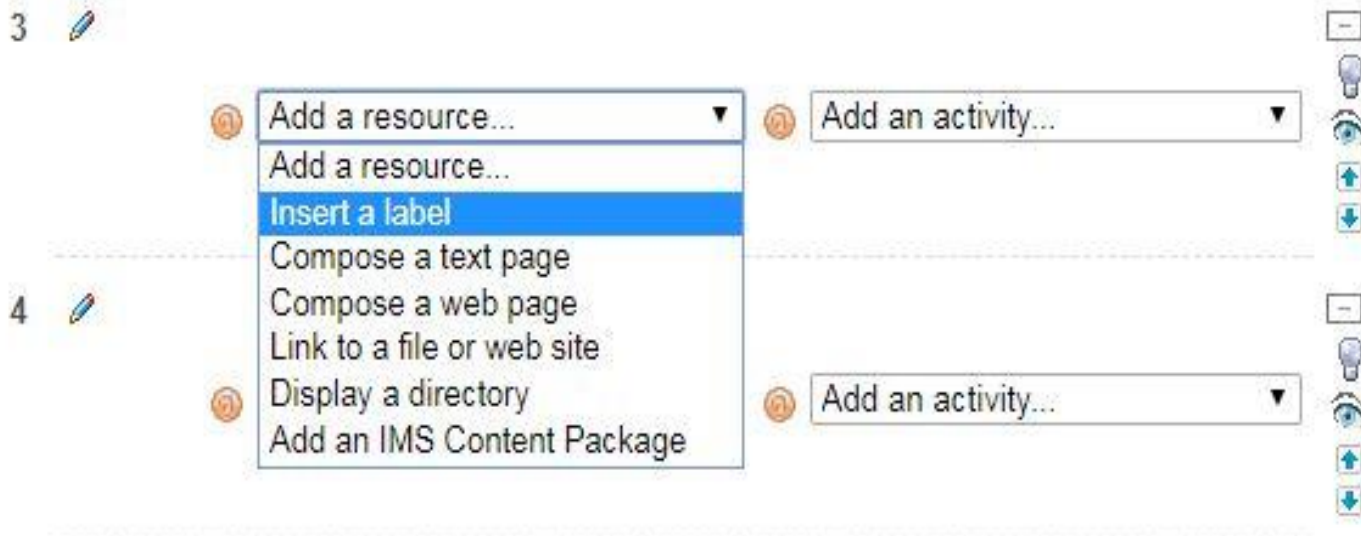 3
Add a resource... Add an activity...
Add a resource...
Insert a label
Compose a text page
4
Compose a web page
Link to a file or web site
Display a directory Add an activity...
Add an IMS Content Package